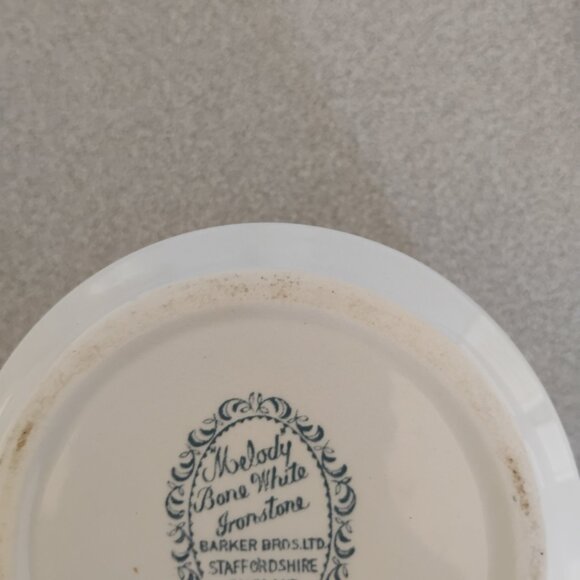 Melody
Bone White
Ironstone
BARKER BROS. LTD.
STAFFORDSHIRE